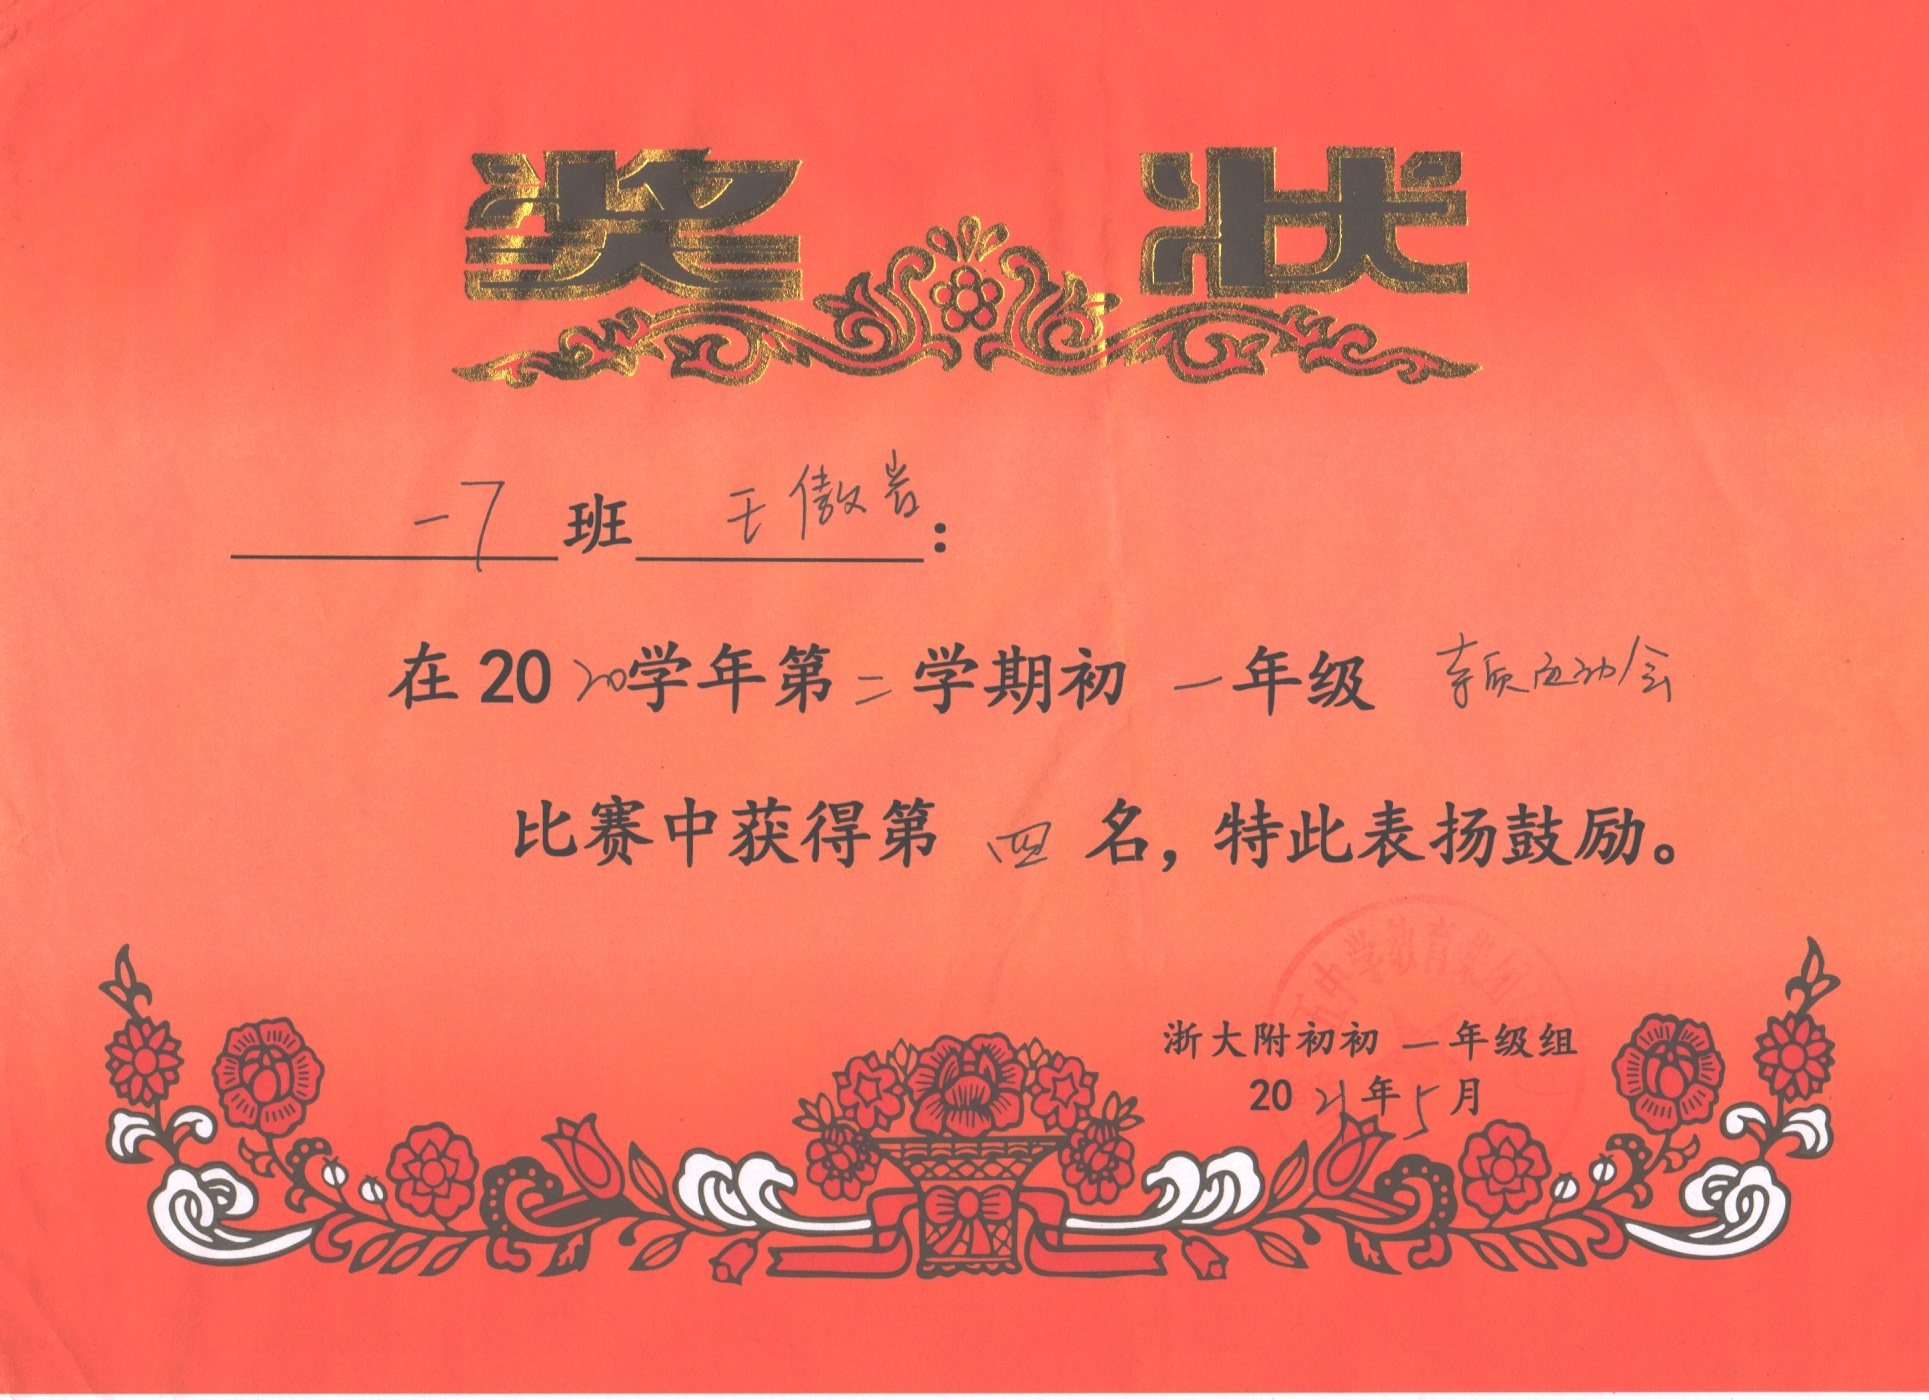 奖 状
一7班 王傲岩：
在2020学年第二学期初一年级 素质运动会
比赛中获得第四名，特此表扬鼓励。
中学教育集团
浙大附初初一年级组
2021年5月